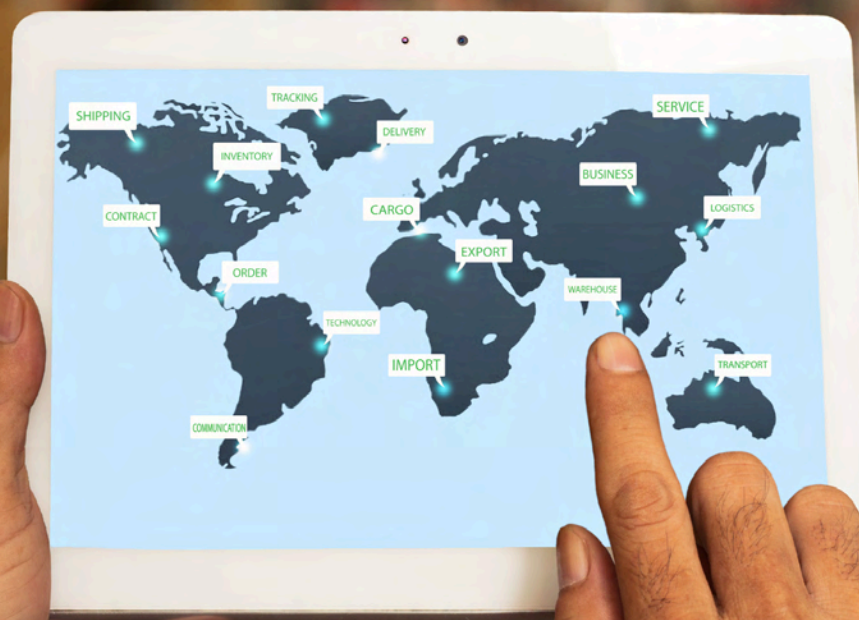 TRACKING
SERVICE
SHIPPING
DELIVERY
INVENTORY
BUSINESS
CARGO
LOGISTICS
CONTRACT
EXPORT
ORDER
WAREHOUSE
TECHNOLOGY
IMPORT
TRANSPORT
COMMUNICATION